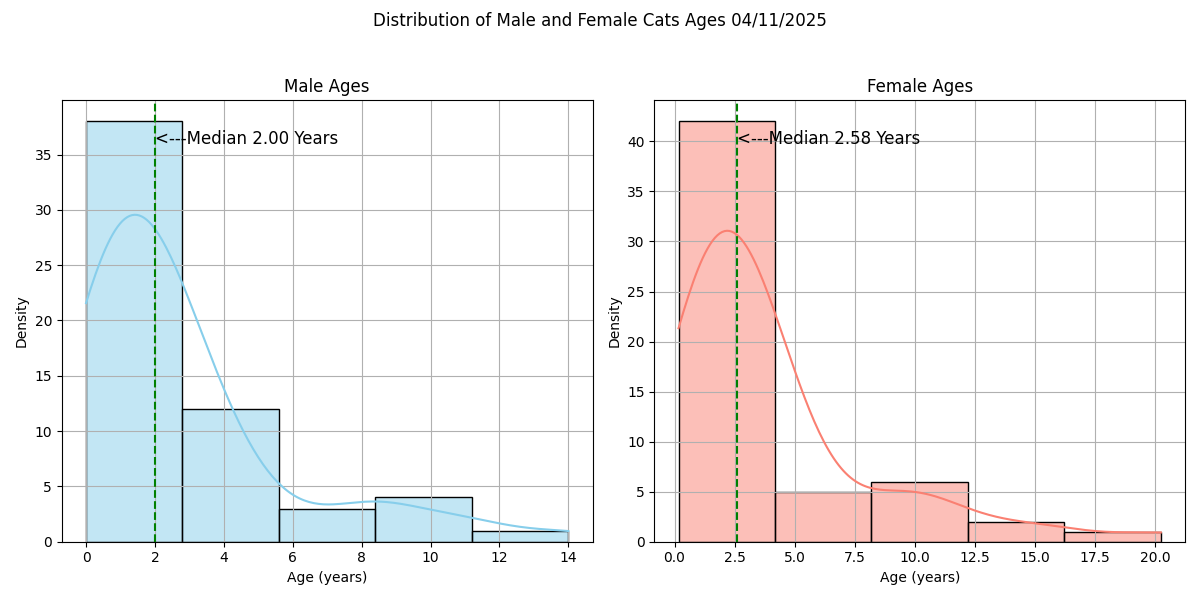 Distribution of Male and Female Cats Ages 04/11/2025
Male Ages
<---Median 2.00 Years
Density
35
30
25
20
15
10
5
0
0 2 4 6 8 10 12 14
Age (years)
Female Ages
<---Median 2.58 Years
Density
40
35
30
25
20
15
10
5
0
0.0 2.5 5.0 7.5 10.0 12.5 15.0 17.5 20.0
Age (years)